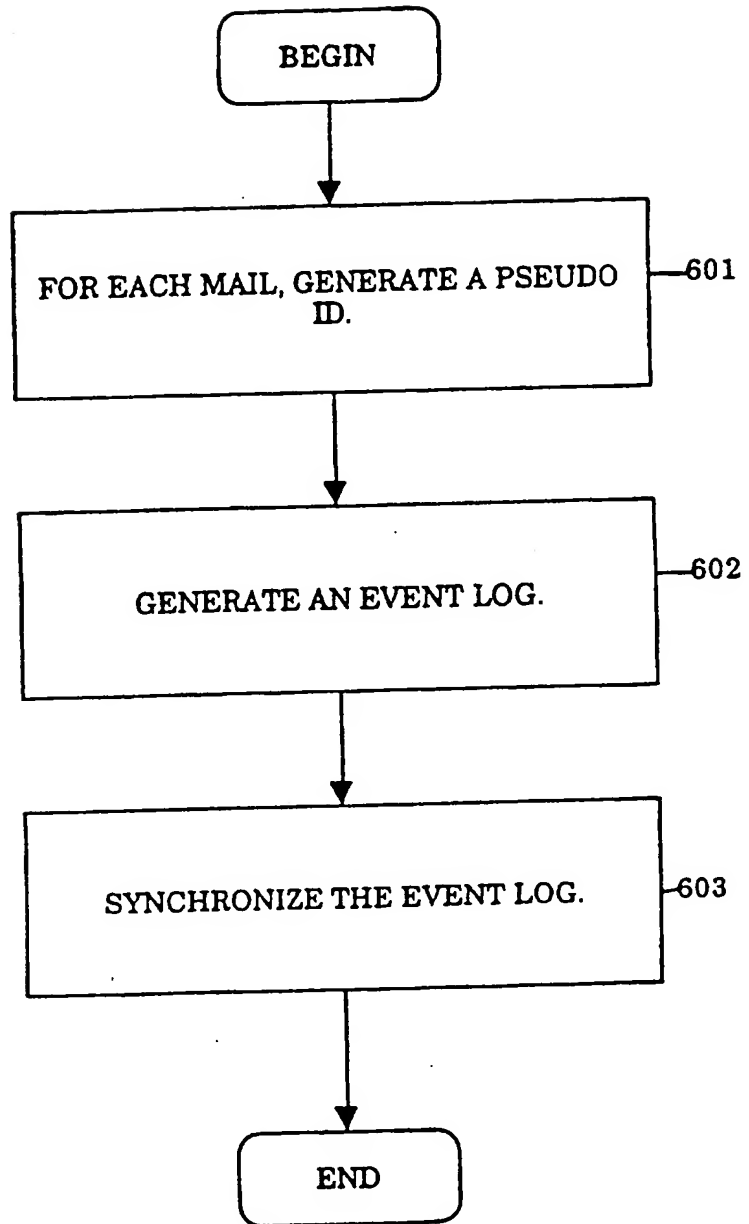 BEGIN
FOR EACH MAIL, GENERATE A PSEUDO
ID.
601
GENERATE AN EVENT LOG.
602
SYNCHRONIZE THE EVENT LOG.
603
END